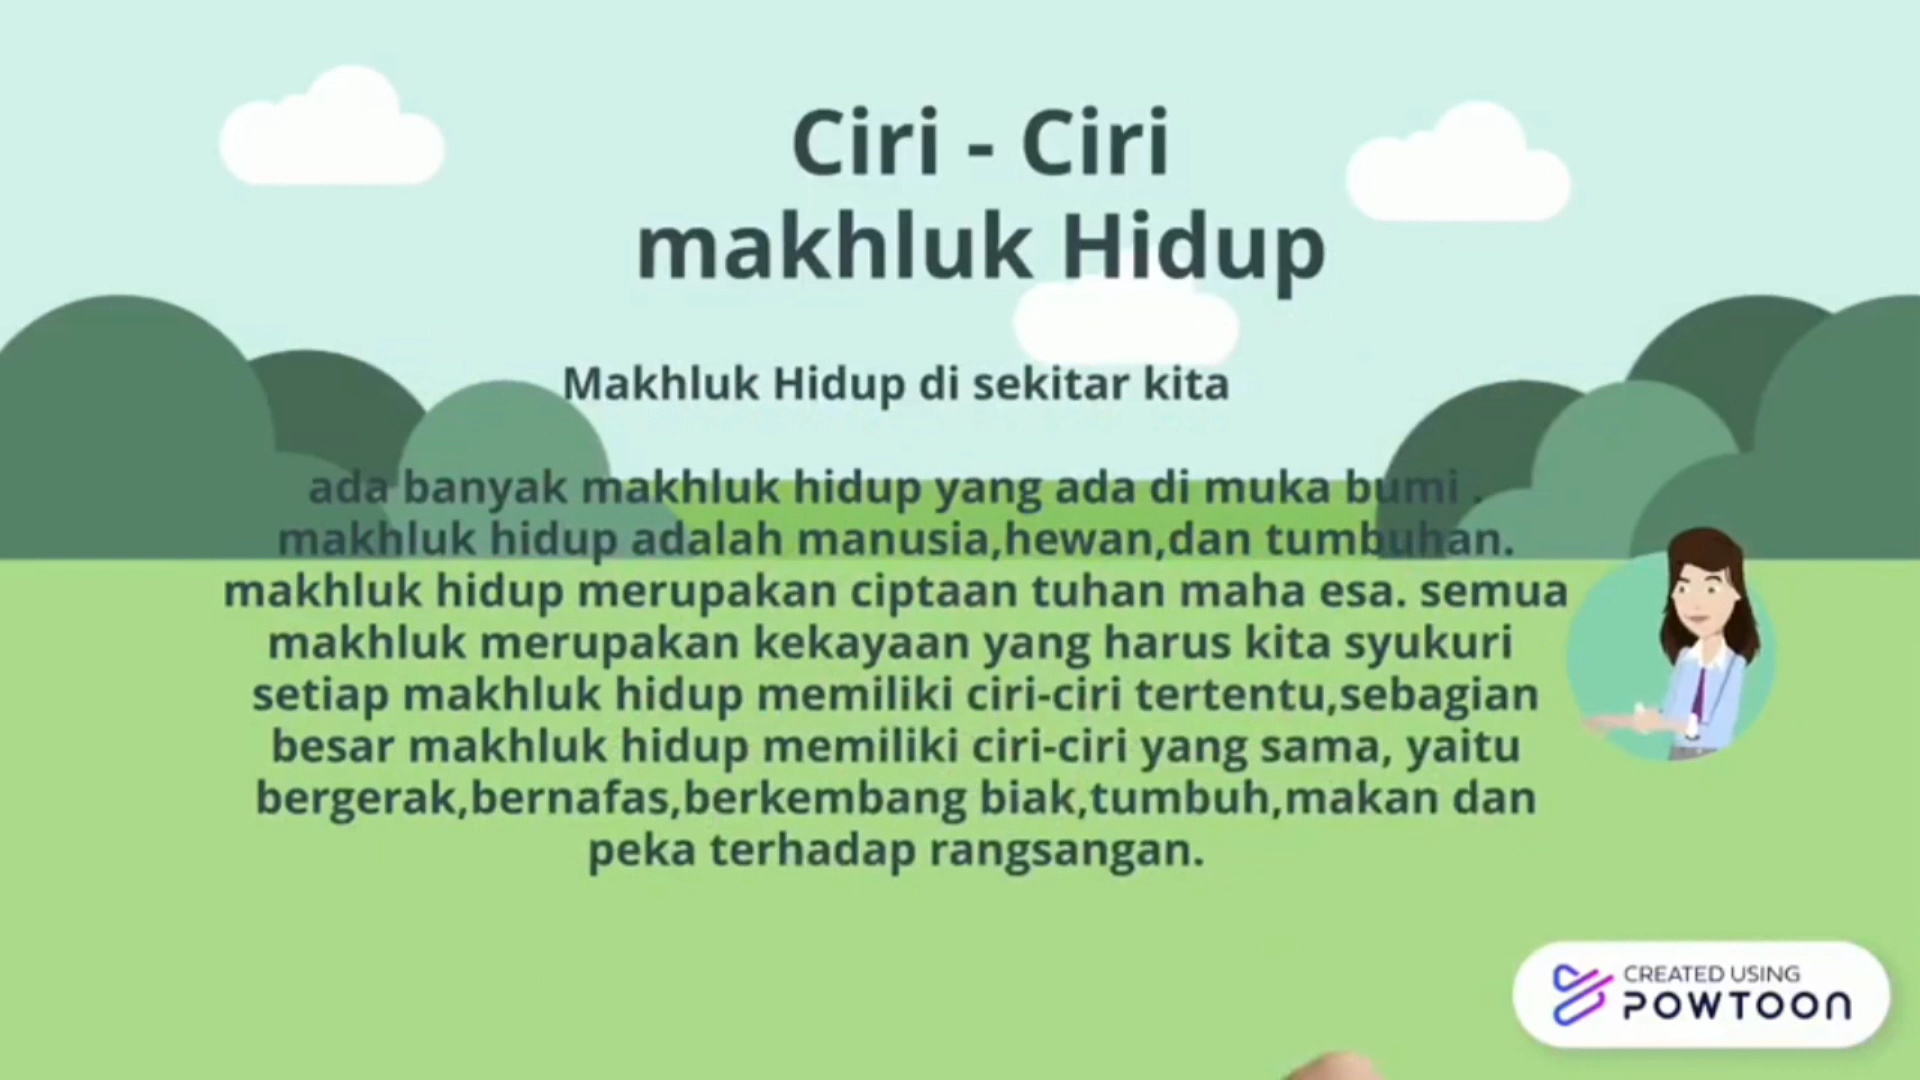 Ciri - Ciri
makhluk Hidup
Makhluk Hidup di sekitar kita
ada banyak makhluk hidup yang ada di muka bumi .
makhluk hidup adalah manusia,hewan,dan tumbuhan.
makhluk hidup merupakan ciptaan tuhan maha esa. semua
makhluk merupakan kekayaan yang harus kita syukuri
setiap makhluk hidup memiliki ciri-ciri tertentu,sebagian
besar makhluk hidup memiliki ciri-ciri yang sama, yaitu
bergerak,bernafas,berkembang biak,tumbuh,makan dan
peka terhadap rangsangan.
CREATED USING
POWTOON